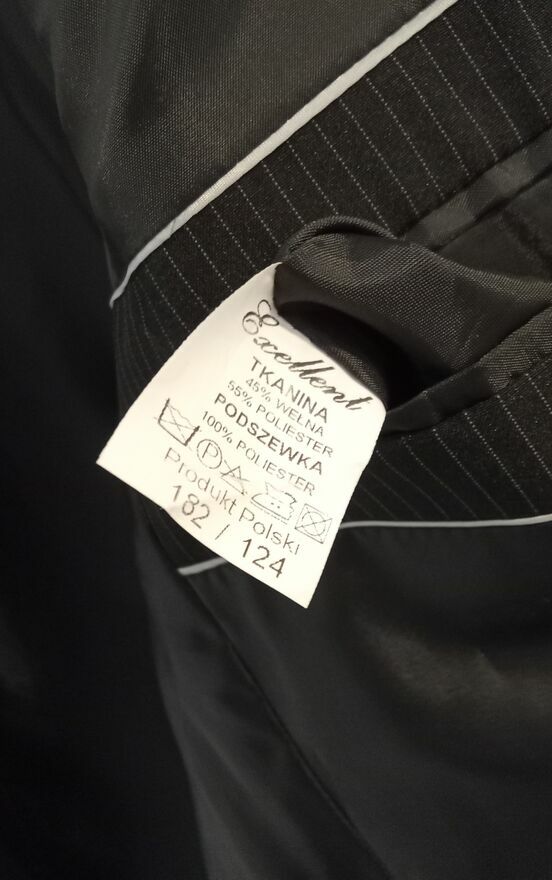 Exellent
TKANINA
45% WEŁNA
55% POLIESTER
PODSZEWKA
100% POLIESTER
P
Produkt Polski
182 / 124